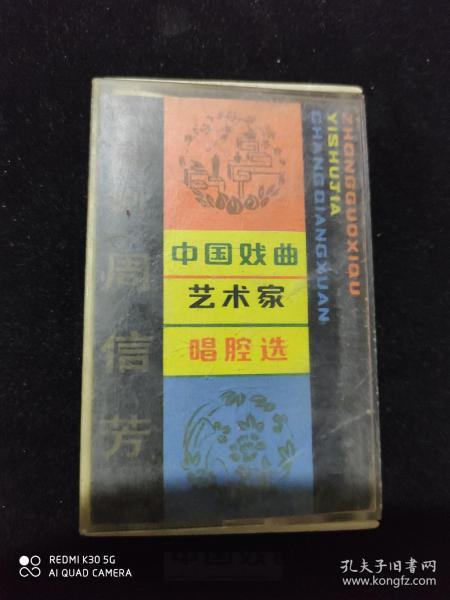 周信芳
中国戏曲
艺术家
唱腔选
ZHONGGUOXIQU
YISHUJIA
CHANGQIANGXUAN
REDMI K30 5G
AI QUAD CAMERA
孔夫子旧书网
www.kongfz.com